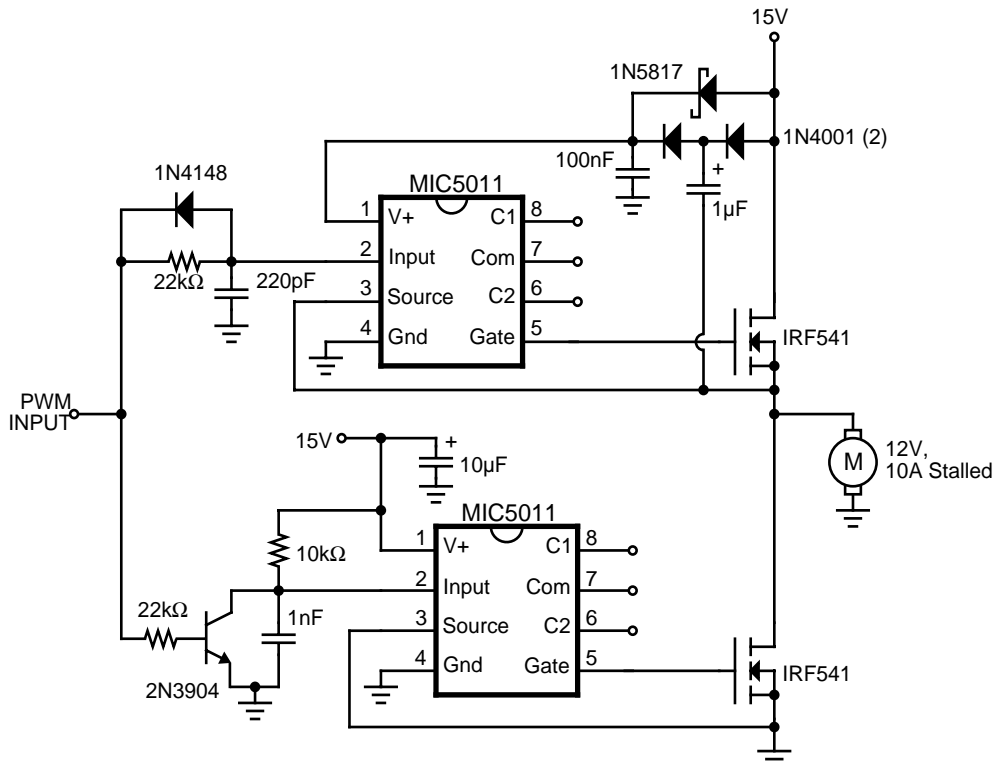 15V
1N5817
1N4001 (2)
100nF
+
1µF
1N4148
MIC5011
1 V+ C1 8
2 Input Com 7
3 Source C2 6
4 Gnd Gate 5
22kΩ
220pF
IRF541
PWM
INPUT
15V
+
10µF
M
12V,
10A Stalled
MIC5011
10kΩ
1 V+ C1 8
2 Input Com 7
3 Source C2 6
4 Gnd Gate 5
22kΩ
1nF
2N3904
IRF541